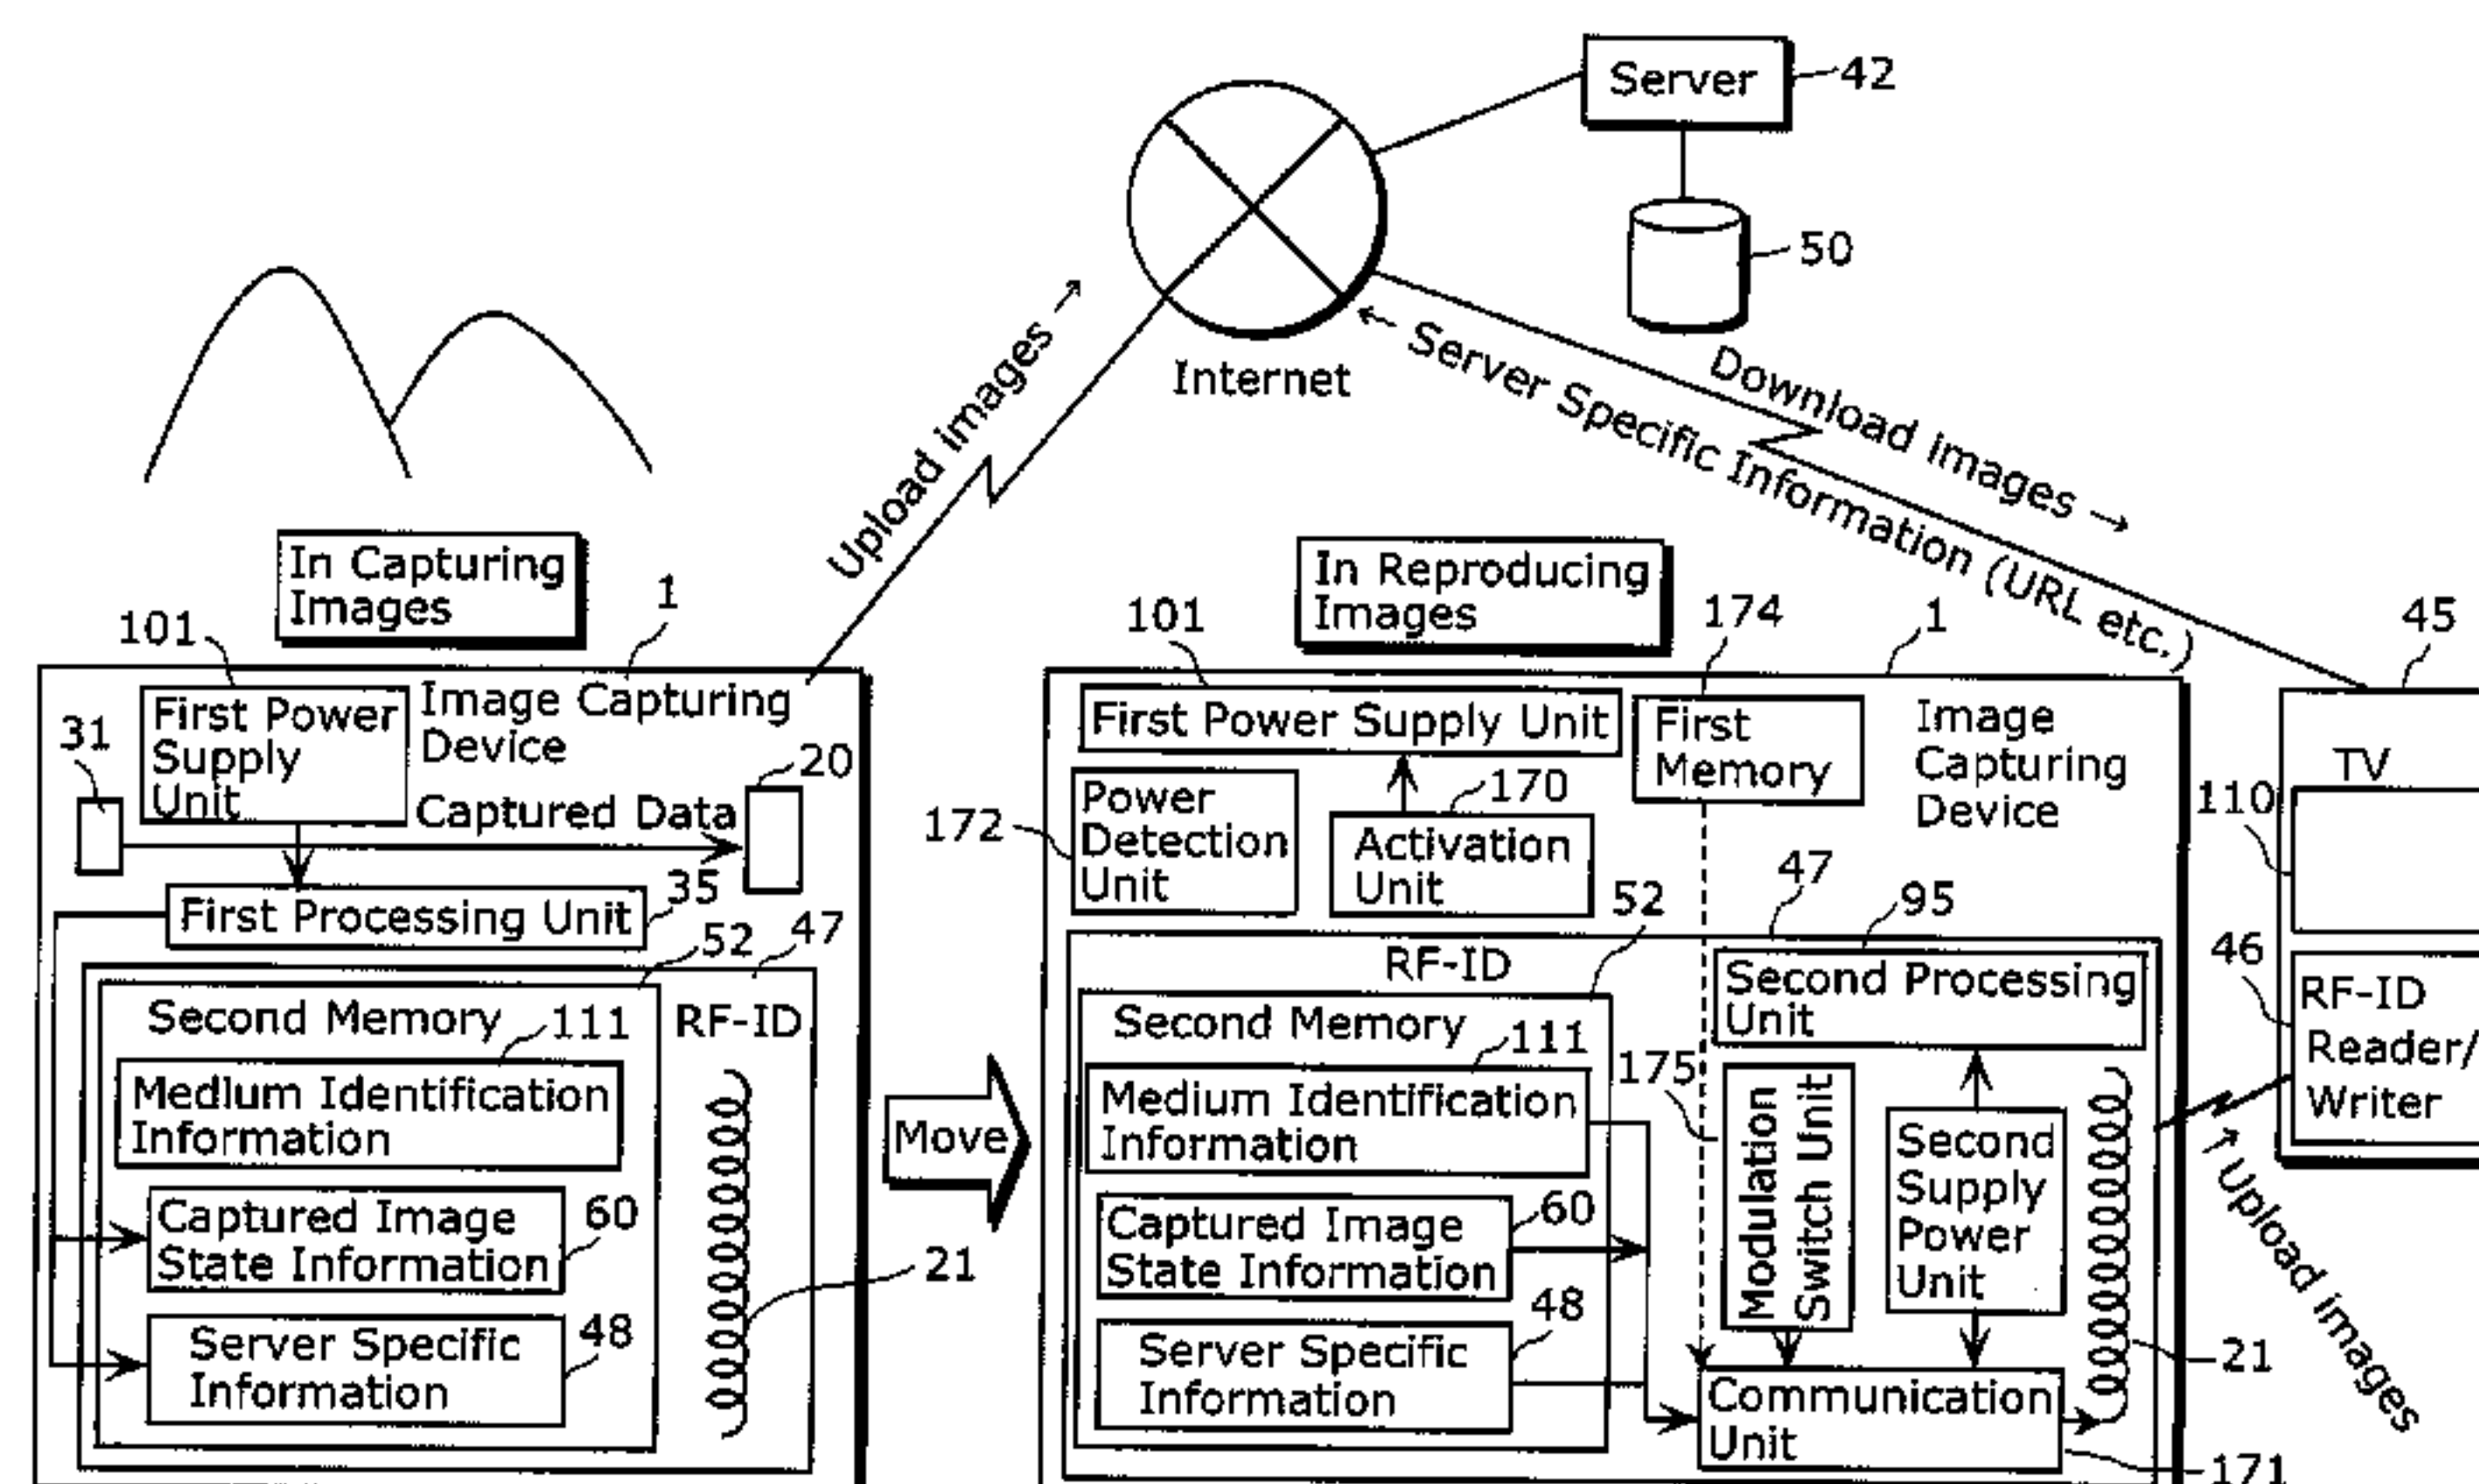 Server
42
50
Internet
Upload images →
← Server Specific Information (URL etc.)
Download images →
In Capturing
Images
1
101
First Power
Supply
Unit
Image Capturing
Device
31
20
Captured Data
First Processing Unit
35
52
47
Second Memory
111
RF-ID
Medium Identification
Information
Captured Image
State Information
60
Server Specific
Information
48
21
Move
In Reproducing
Images
101
174
1
First Power Supply Unit
First
Memory
Image
Capturing
Device
172
Power
Detection
Unit
170
Activation
Unit
52
47
95
RF-ID
Second Processing
Unit
Second Memory
111
175
Medium Identification
Information
Captured Image
State Information
60
Server Specific
Information
48
Modulation
Switch Unit
Second
Supply
Power
Unit
Communication
Unit
21
171
45
TV
110
46
RF-ID
Reader/
Writer
← Upload images